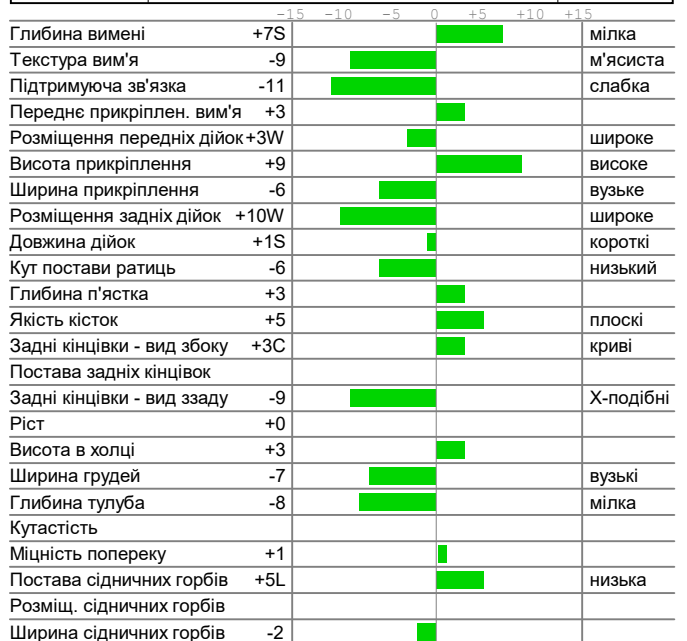 -15 -10 -5 0 +5 +10 +15
Глибина вимені +7S мілка
Текстура вим'я -9 м'ясиста
Підтримуюча зв'язка -11 слабка
Переднє прикріплен. вим'я +3
Розміщення передніх дійок +3W широке
Висота прикріплення +9 високе
Ширина прикріплення -6 вузьке
Розміщення задніх дійок +10W широке
Довжина дійок +1S короткі
Кут постави ратиць -6 низький
Глибина п'ястка +3
Якість кісток +5 плоскі
Задні кінцівки - вид збоку +3C криві
Постава задніх кінцівок
Задні кінцівки - вид ззаду -9 Х-подібні
Ріст +0
Висота в холці +3
Ширина грудей -7 вузькі
Глибина тулуба -8 мілка
Кутастість
Міцність попереку +1
Постава сідничних горбів +5L низька
Розміщ. сідничних горбів
Ширина сідничних горбів -2